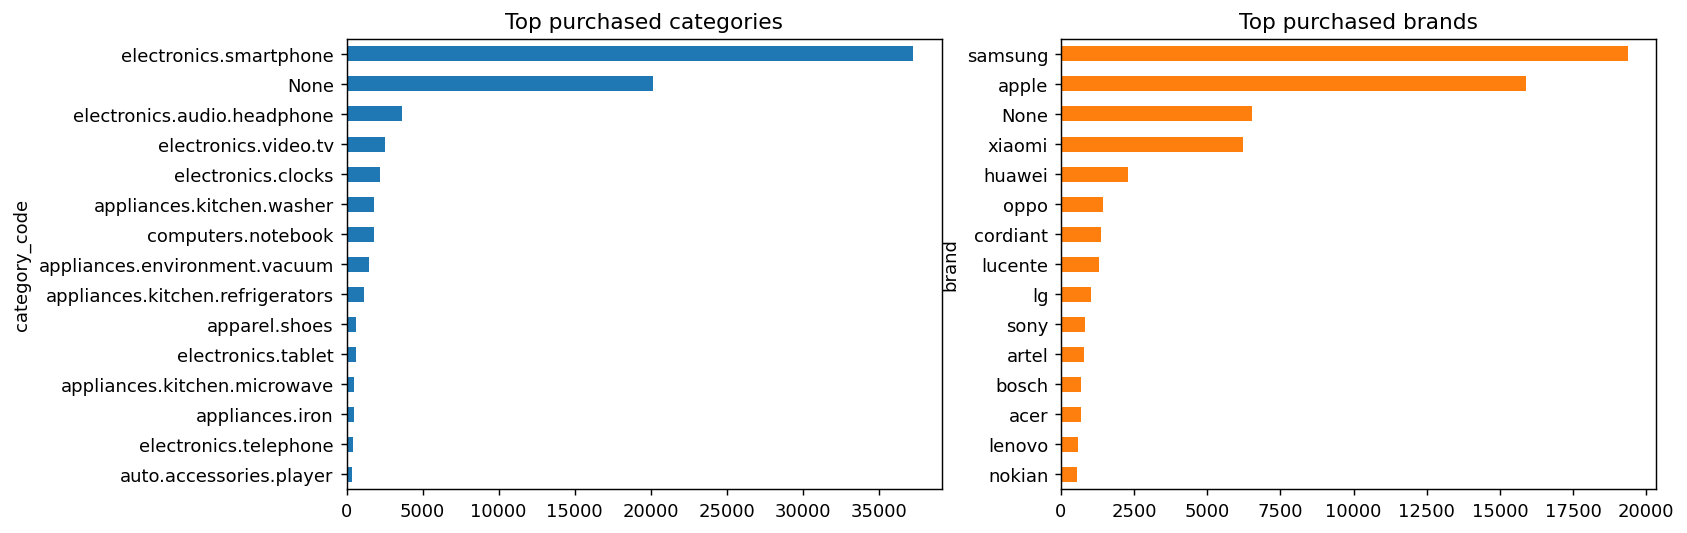 Top purchased categories
category_code
electronics.smartphone
None
electronics.audio.headphone
electronics.video.tv
electronics.clocks
appliances.kitchen.washer
computers.notebook
appliances.environment.vacuum
appliances.kitchen.refrigerators
apparel.shoes
electronics.tablet
appliances.kitchen.microwave
appliances.iron
electronics.telephone
auto.accessories.player
0 5000 10000 15000 20000 25000 30000 35000
Top purchased brands
brand
samsung
apple
None
xiaomi
huawei
oppo
cordiant
lucente
lg
sony
artel
bosch
acer
lenovo
nokian
0 2500 5000 7500 10000 12500 15000 17500 20000